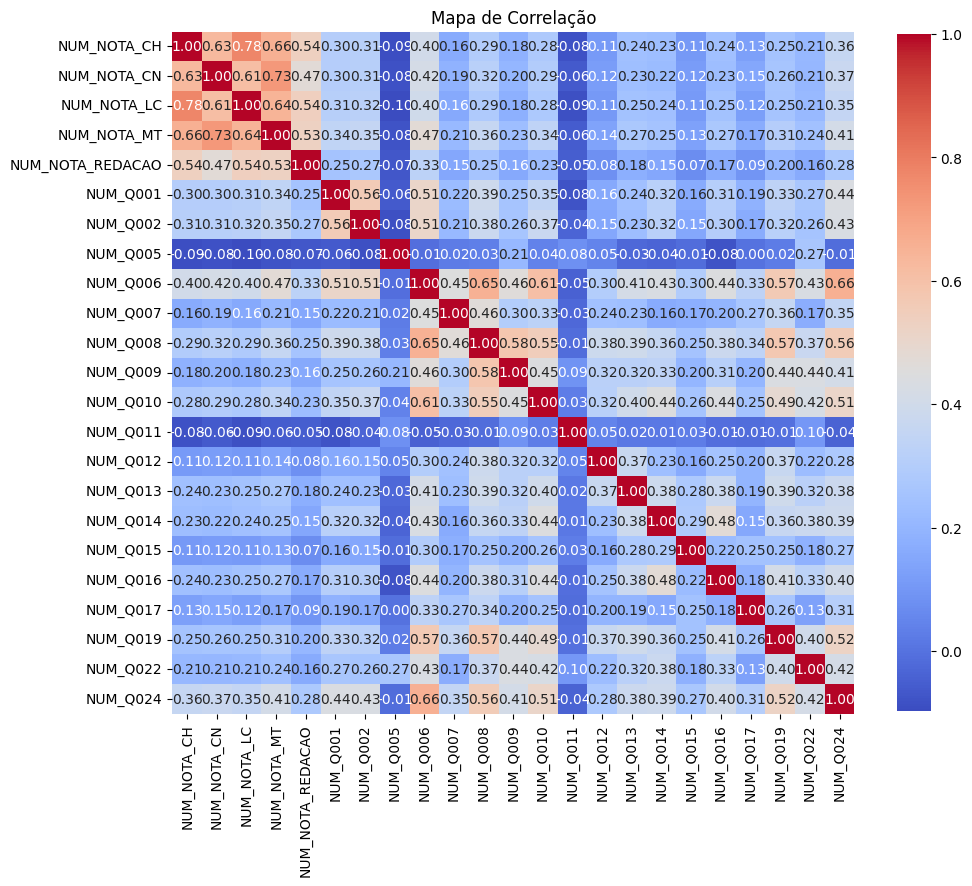 Mapa de Correlação
NUM_NOTA_CH 1.00 0.63 0.78 0.66 0.54 0.30 0.31 -0.09 0.40 0.16 0.29 0.18 0.28 -0.08 0.11 0.24 0.23 0.11 0.24 0.13 0.25 0.21 0.36
NUM_NOTA_CN 0.63 1.00 0.61 0.73 0.47 0.30 0.31 -0.08 0.42 0.19 0.32 0.20 0.29 -0.06 0.12 0.23 0.22 0.12 0.23 0.15 0.26 0.21 0.37
NUM_NOTA_LC 0.78 0.61 1.00 0.64 0.54 0.31 0.32 -0.10 0.40 0.16 0.29 0.18 0.28 -0.09 0.11 0.25 0.24 0.11 0.25 0.12 0.25 0.21 0.35
NUM_NOTA_MT 0.66 0.73 0.64 1.00 0.53 0.34 0.35 -0.08 0.47 0.21 0.36 0.23 0.34 -0.06 0.14 0.27 0.25 0.13 0.27 0.17 0.31 0.24 0.41
NUM_NOTA_REDACAO 0.54 0.47 0.54 0.53 1.00 0.25 0.27 -0.07 0.33 0.15 0.25 0.16 0.23 -0.05 0.08 0.18 0.15 0.07 0.17 0.09 0.20 0.16 0.28
NUM_Q001 0.30 0.30 0.31 0.34 0.25 1.00 0.56 -0.06 0.51 0.22 0.39 0.25 0.35 -0.08 0.16 0.24 0.32 0.16 0.31 0.19 0.33 0.27 0.44
NUM_Q002 0.31 0.31 0.32 0.35 0.27 0.56 1.00 -0.08 0.51 0.21 0.38 0.26 0.37 -0.04 0.15 0.23 0.32 0.15 0.30 0.17 0.32 0.26 0.43
NUM_Q005 -0.09 -0.08 -0.10 -0.08 -0.07 -0.06 -0.08 1.00 -0.01 0.02 0.03 0.21 0.04 0.08 0.05 -0.03 -0.04 -0.01 -0.08 0.00 0.02 0.27 -0.01
NUM_Q006 0.40 0.42 0.40 0.47 0.33 0.51 0.51 -0.01 1.00 0.45 0.65 0.46 0.61 -0.05 0.30 0.41 0.43 0.30 0.44 0.33 0.57 0.43 0.66
NUM_Q007 0.16 0.19 0.16 0.21 0.15 0.22 0.21 0.02 0.45 1.00 0.46 0.30 0.33 -0.03 0.24 0.23 0.16 0.17 0.20 0.27 0.36 0.17 0.35
NUM_Q008 0.29 0.32 0.29 0.36 0.25 0.39 0.38 0.03 0.65 0.46 1.00 0.58 0.55 -0.01 0.38 0.39 0.36 0.25 0.38 0.34 0.57 0.37 0.56
NUM_Q009 0.18 0.20 0.18 0.23 0.16 0.25 0.26 0.21 0.46 0.30 0.58 1.00 0.45 0.09 0.32 0.32 0.33 0.20 0.31 0.20 0.44 0.44 0.41
NUM_Q010 0.28 0.29 0.28 0.34 0.23 0.35 0.37 0.04 0.61 0.33 0.55 0.45 1.00 0.03 0.32 0.40 0.44 0.26 0.44 0.25 0.49 0.42 0.51
NUM_Q011 -0.08 -0.06 -0.09 -0.06 -0.05 -0.08 -0.04 0.08 -0.05 -0.03 -0.01 0.09 0.03 1.00 0.05 0.02 0.01 0.03 -0.01 -0.01 -0.01 0.10 -0.04
NUM_Q012 0.11 0.12 0.11 0.14 0.08 0.16 0.15 0.05 0.30 0.24 0.38 0.32 0.32 0.05 1.00 0.37 0.23 0.16 0.25 0.20 0.37 0.22 0.28
NUM_Q013 0.24 0.23 0.25 0.27 0.18 0.24 0.23 -0.03 0.41 0.23 0.39 0.32 0.40 0.02 0.37 1.00 0.38 0.28 0.38 0.19 0.39 0.32 0.38
NUM_Q014 0.23 0.22 0.24 0.25 0.15 0.32 0.32 -0.04 0.43 0.16 0.36 0.33 0.44 0.01 0.23 0.38 1.00 0.29 0.48 0.15 0.36 0.38 0.39
NUM_Q015 0.11 0.12 0.11 0.13 0.07 0.16 0.15 -0.01 0.30 0.17 0.25 0.20 0.26 0.03 0.16 0.28 0.29 1.00 0.22 0.25 0.25 0.18 0.27
NUM_Q016 0.24 0.23 0.25 0.27 0.17 0.31 0.30 -0.08 0.44 0.20 0.38 0.31 0.44 -0.01 0.25 0.38 0.48 0.22 1.00 0.18 0.41 0.33 0.40
NUM_Q017 0.13 0.15 0.12 0.17 0.09 0.19 0.17 0.00 0.33 0.27 0.34 0.20 0.25 -0.01 0.20 0.19 0.15 0.25 0.18 1.00 0.26 0.13 0.31
NUM_Q019 0.25 0.26 0.25 0.31 0.20 0.33 0.32 0.02 0.57 0.36 0.57 0.44 0.49 -0.01 0.37 0.39 0.36 0.25 0.41 0.26 1.00 0.40 0.52
NUM_Q022 0.21 0.21 0.21 0.24 0.16 0.27 0.26 0.27 0.43 0.17 0.37 0.44 0.42 0.10 0.22 0.32 0.38 0.18 0.33 0.13 0.40 1.00 0.42
NUM_Q024 0.36 0.37 0.35 0.41 0.28 0.44 0.43 -0.01 0.66 0.35 0.56 0.41 0.51 -0.04 0.28 0.38 0.39 0.27 0.40 0.31 0.52 0.42 1.00
NUM_NOTA_CH
NUM_NOTA_CN
NUM_NOTA_LC
NUM_NOTA_MT
NUM_NOTA_REDACAO
NUM_Q001
NUM_Q002
NUM_Q005
NUM_Q006
NUM_Q007
NUM_Q008
NUM_Q009
NUM_Q010
NUM_Q011
NUM_Q012
NUM_Q013
NUM_Q014
NUM_Q015
NUM_Q016
NUM_Q017
NUM_Q019
NUM_Q022
NUM_Q024
1.0
0.8
0.6
0.4
0.2
0.0